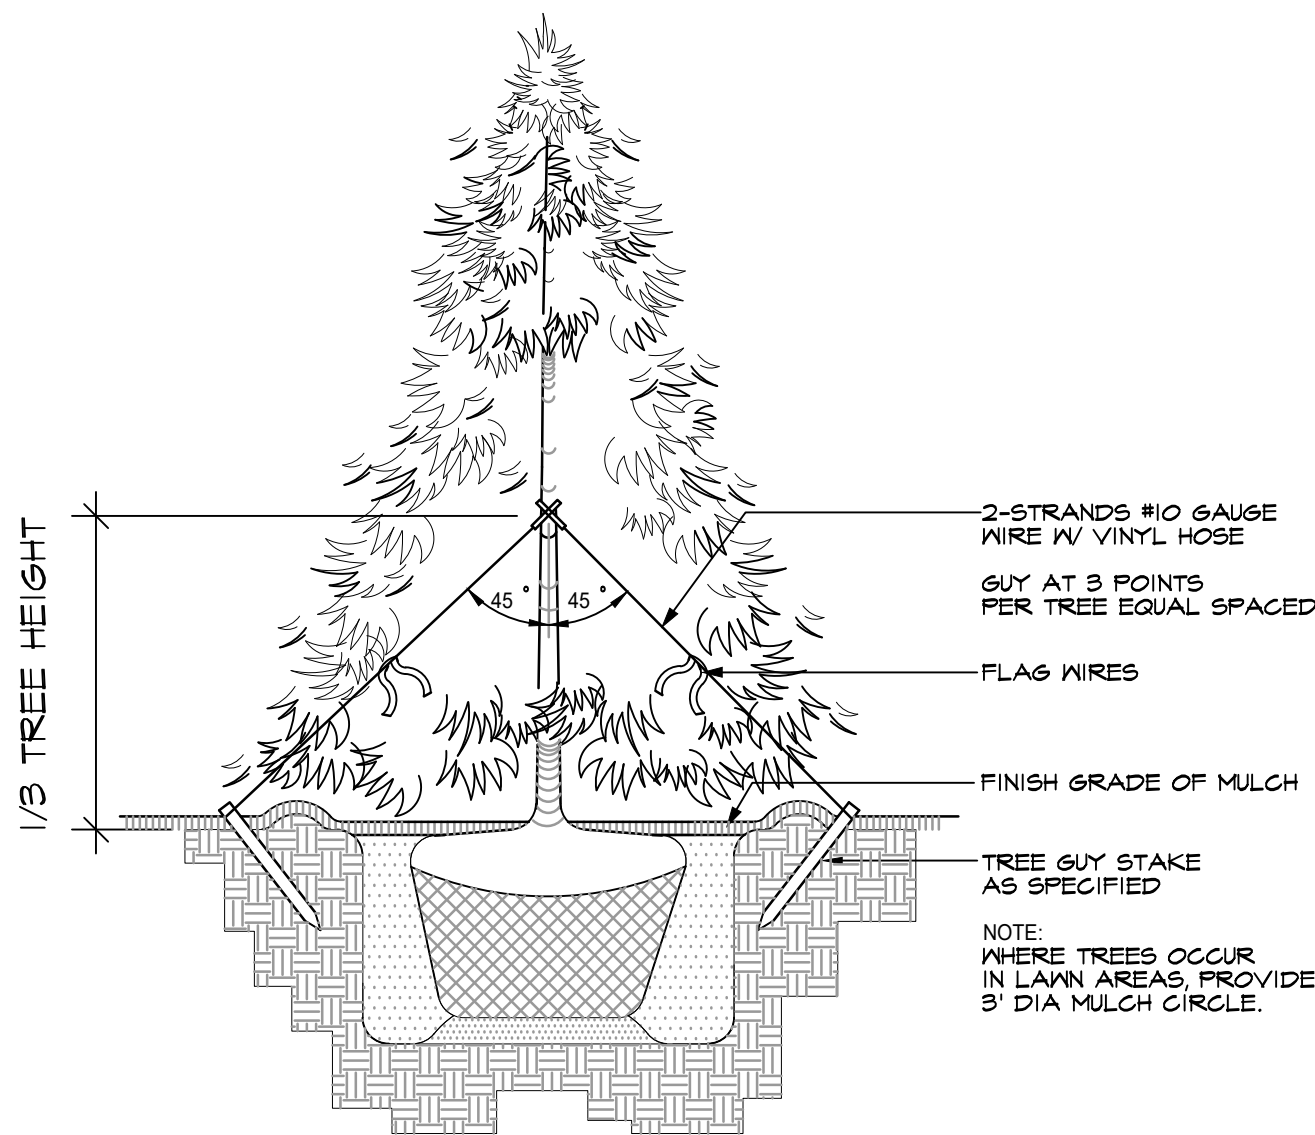 1/3 TREE HEIGHT
45° 45°
2-STRANDS #10 GAUGE
WIRE W/ VINYL HOSE
GUY AT 3 POINTS
PER TREE EQUAL SPACED
FLAG WIRES
FINISH GRADE OF MULCH
TREE GUY STAKE
AS SPECIFIED
NOTE:
WHERE TREES OCCUR
IN LAWN AREAS, PROVIDE
3' DIA MULCH CIRCLE.